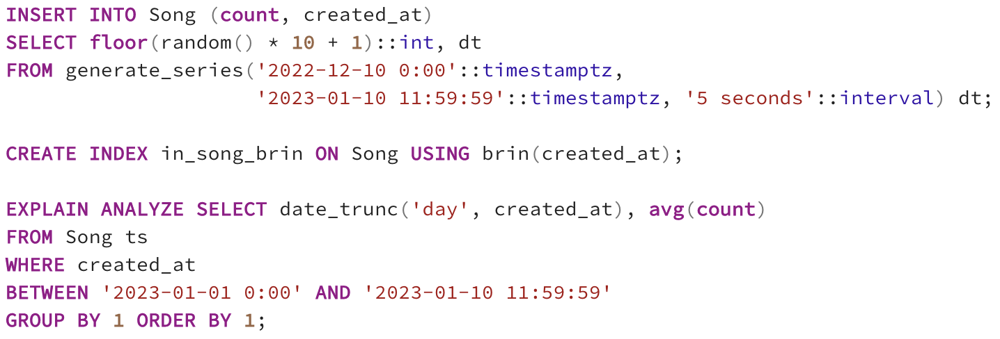 INSERT INTO Song (count, created_at)
SELECT floor(random() * 10 + 1)::int, dt
FROM generate_series('2022-12-10 0:00'::timestamptz,
'2023-01-10 11:59:59'::timestamptz, '5 seconds'::interval) dt;
CREATE INDEX in_song_brin ON Song USING brin(created_at);
EXPLAIN ANALYZE SELECT date_trunc('day', created_at), avg(count)
FROM Song ts
WHERE created_at
BETWEEN '2023-01-01 0:00' AND '2023-01-10 11:59:59'
GROUP BY 1 ORDER BY 1;